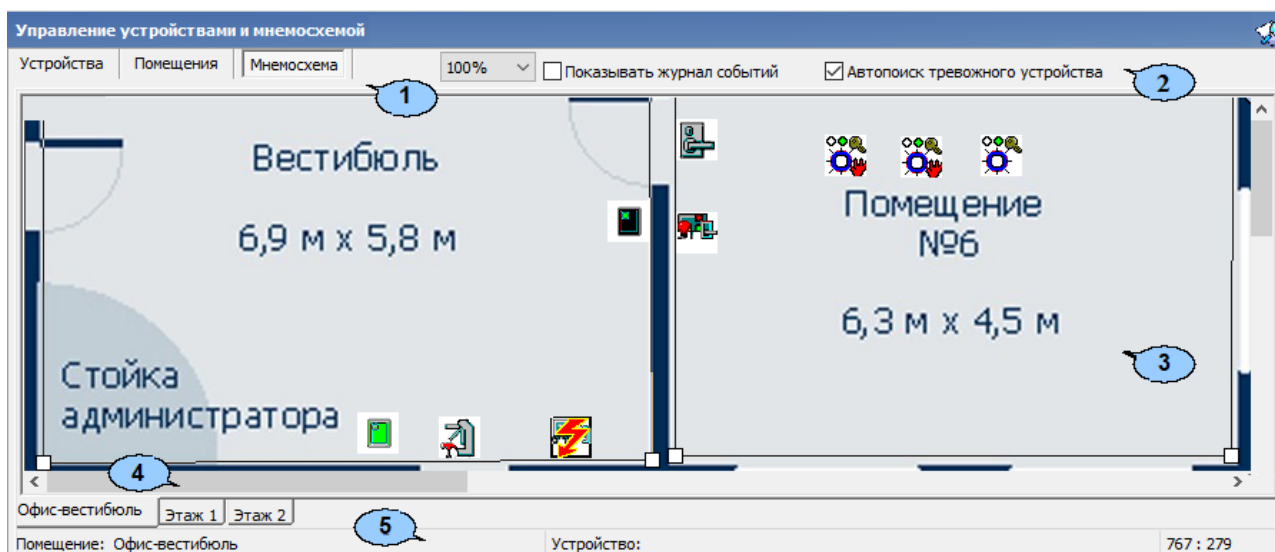 Управление устройствами и мнемосхемой
Устройства Помещения Мнемосхема 100% Показывать журнал событий Автопоиск тревожного устройства
1
2
Вестибюль
6,9 м x 5,8 м
Помещение
№6
6,3 м x 4,5 м
3
Стойка
администратора
4
Офис-вестибюль Этаж 1 Этаж 2
5
Помещение: Офис-вестибюль Устройство: 767 : 279